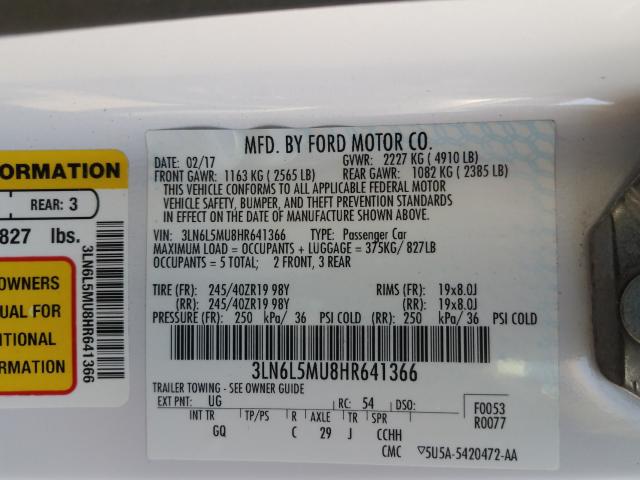 FORMATION
REAR: 3
827 lbs.
OWNERS
UAL FOR
ITIONAL
ORMATION
3LN6L5MU8HR641366
MFD. BY FORD MOTOR CO.
DATE: 02/17 GVWR: 2227 KG ( 4910 LB)
FRONT GAWR: 1163 KG ( 2565 LB) REAR GAWR: 1082 KG ( 2385 LB)
THIS VEHICLE CONFORMS TO ALL APPLICABLE FEDERAL MOTOR
VEHICLE SAFETY, BUMPER, AND THEFT PREVENTION STANDARDS
IN EFFECT ON THE DATE OF MANUFACTURE SHOWN ABOVE.
VIN: 3LN6L5MU8HR641366 TYPE: Passenger Car
MAXIMUM LOAD = OCCUPANTS + LUGGAGE = 375KG/ 827LB
OCCUPANTS = 5 TOTAL; 2 FRONT, 3 REAR
TIRE (FR): 245/40ZR19 98Y RIMS (FR): 19x8.0J
(RR): 245/40ZR19 98Y (RR): 19x8.0J
PRESSURE (FR): 250 kPa/ 36 PSI COLD (RR): 250 kPa/ 36 PSI COLD
3LN6L5MU8HR641366
TRAILER TOWING - SEE OWNER GUIDE
EXT PNT: UG RC: 54 DSO: F0053
INT TR TP/PS R AXLE TR SPR R0077
GQ C 29 J CCHH
CMC ▽5U5A-5420472-AA